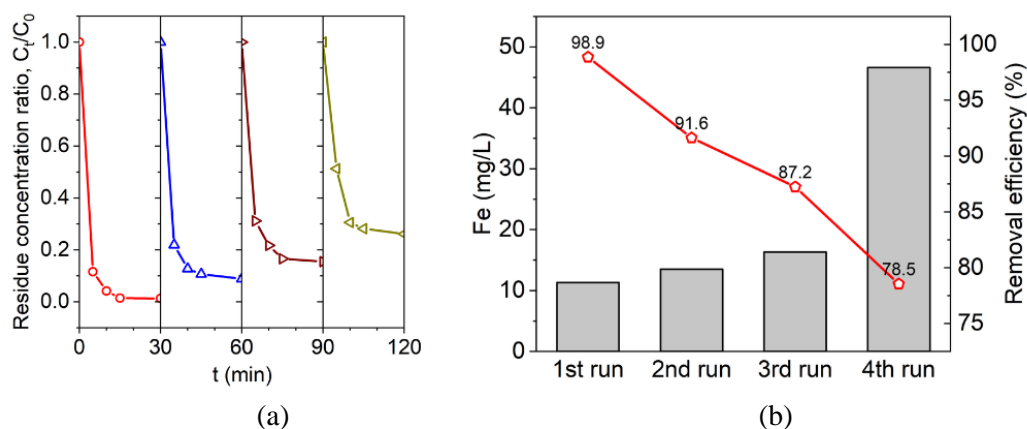 Residue concentration ratio, Cₜ/C₀
1.0
0.8
0.6
0.4
0.2
0.0
0
30
60
90
120
t (min)
(a)
Fe (mg/L)
50
40
30
20
10
0
98.9
91.6
87.2
78.5
1st run
2nd run
3rd run
4th run
100
95
90
85
80
75
Removal efficiency (%)
(b)